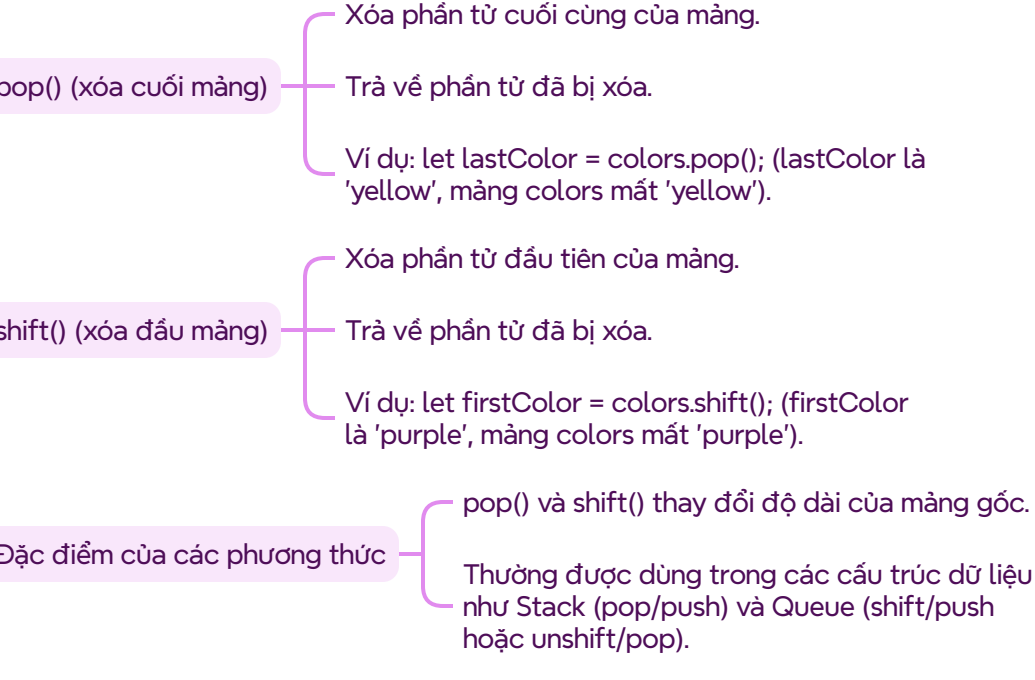 Xóa phần tử cuối cùng của mảng.
pop() (xóa cuối mảng)
Trả về phần tử đã bị xóa.
Ví dụ: let lastColor = colors.pop(); (lastColor là
'yellow', mảng colors mất 'yellow').
Xóa phần tử đầu tiên của mảng.
shift() (xóa đầu mảng)
Trả về phần tử đã bị xóa.
Ví dụ: let firstColor = colors.shift(); (firstColor
là 'purple', mảng colors mất 'purple').
pop() và shift() thay đổi độ dài của mảng gốc.
Đặc điểm của các phương thức
Thường được dùng trong các cấu trúc dữ liệu
như Stack (pop/push) và Queue (shift/push
hoặc unshift/pop).